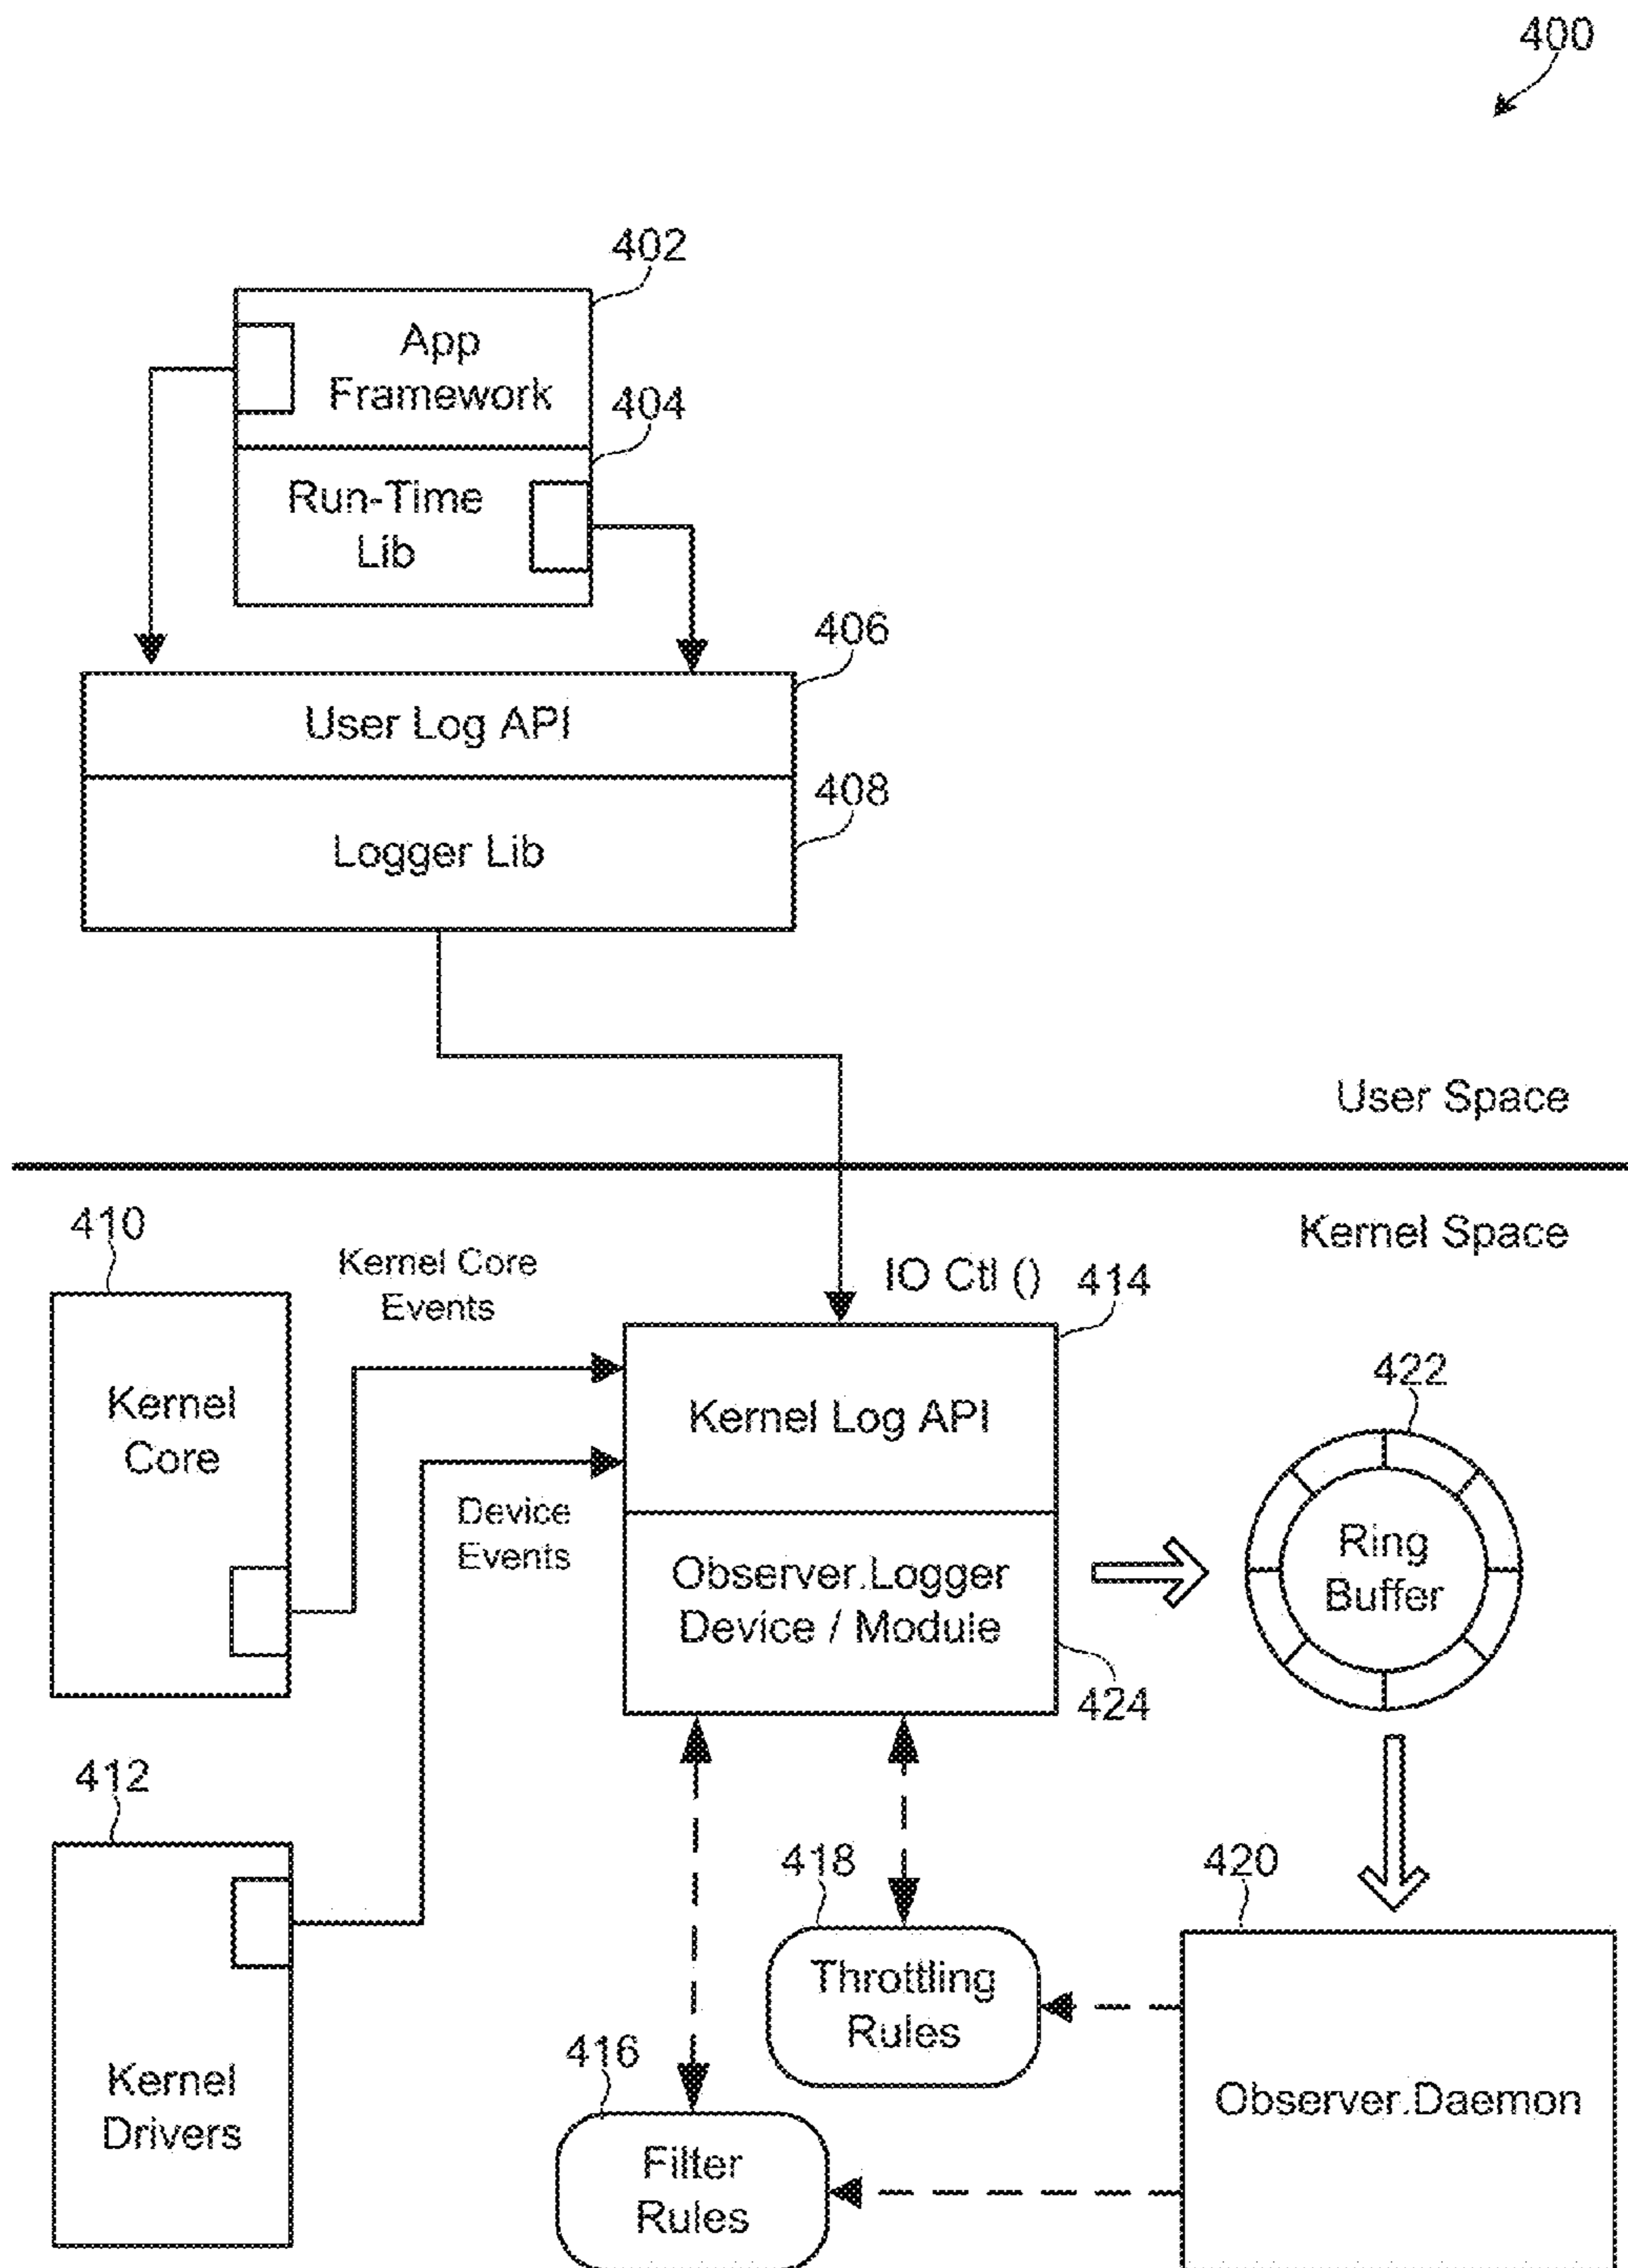 400
402
App
Framework
404
Run-Time
Lib
406
User Log API
408
Logger Lib
User Space
Kernel Space
410
Kernel Core
Events
IO Ctl ()
414
Kernel
Core
Kernel Log API
422
Device
Events
Observer.Logger
Device / Module
Ring
Buffer
424
412
418
420
Throttling
Rules
416
Kernel
Drivers
Observer.Daemon
Filter
Rules